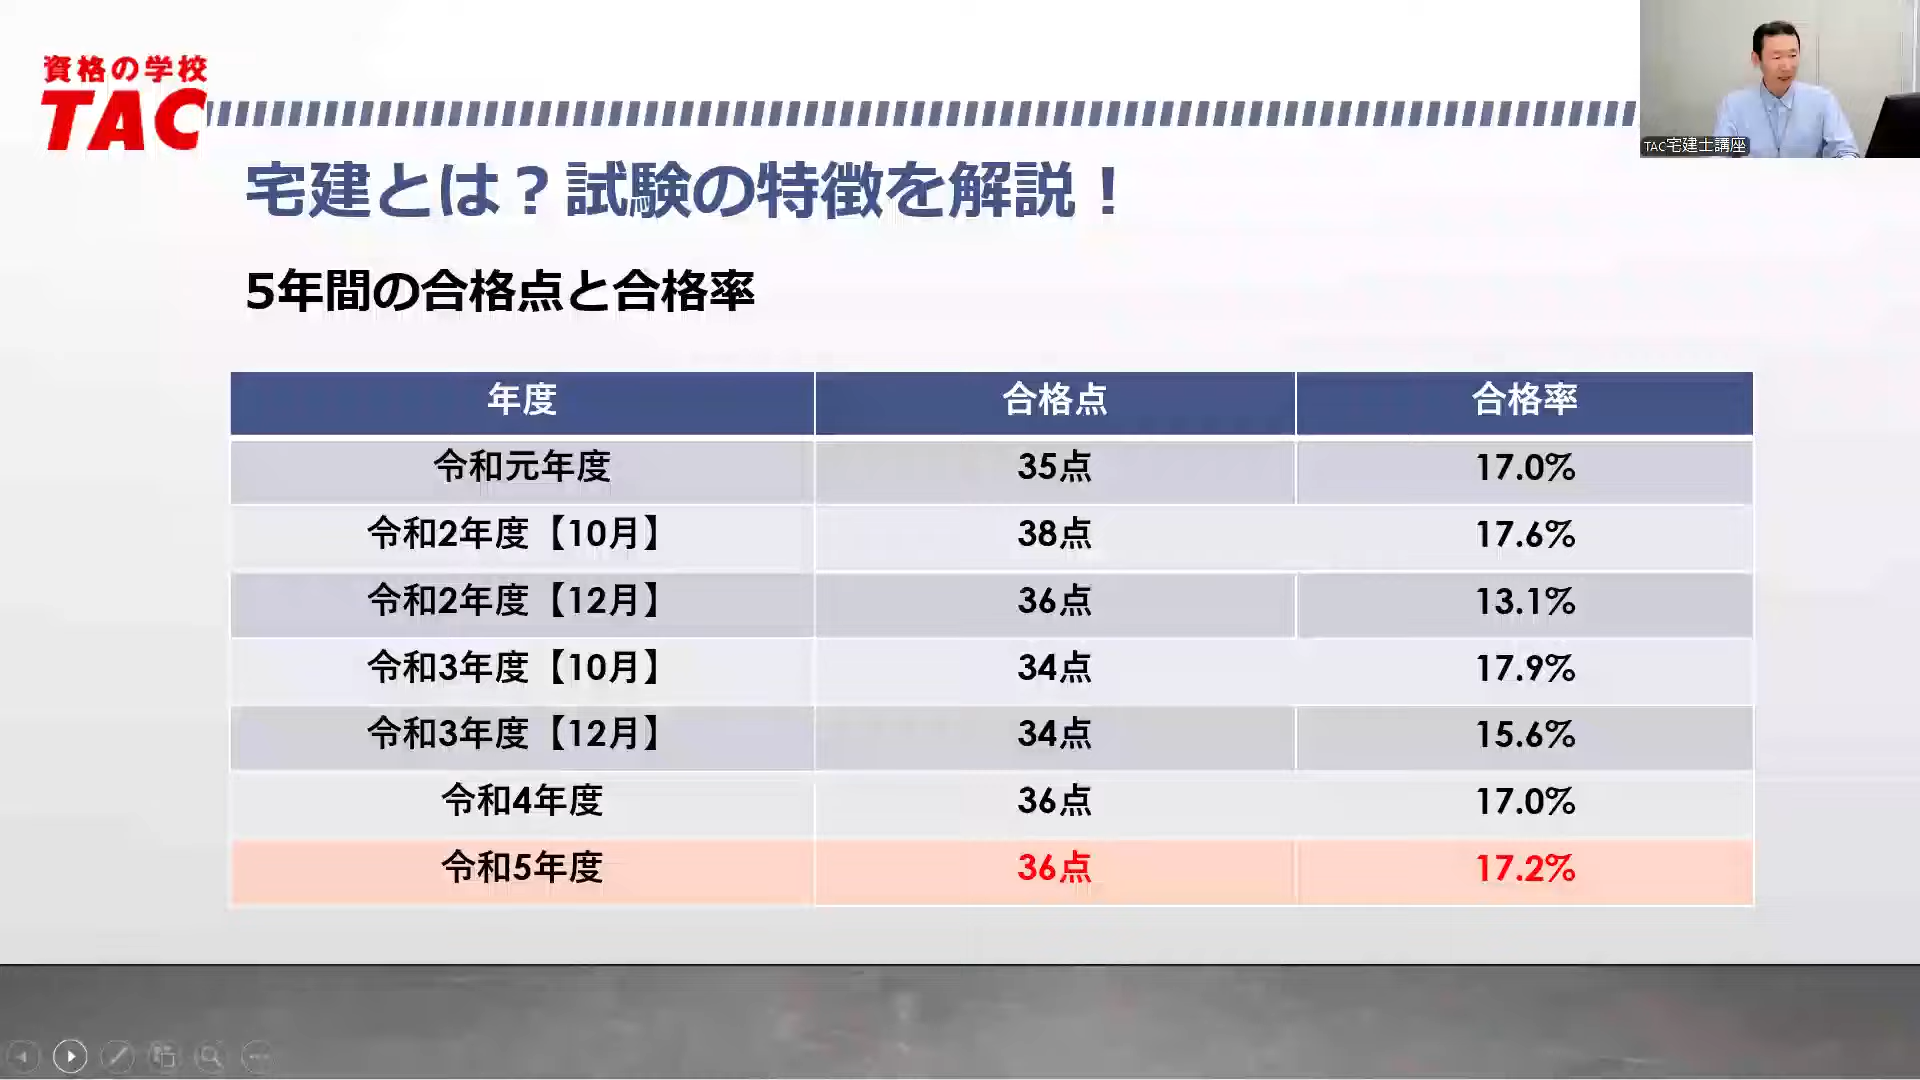 資格の学校
TAC
TAC宅建士講座
宅建とは？試験の特徴を解説！
5年間の合格点と合格率
年度 合格点 合格率
令和元年度 35点 17.0%
令和2年度【10月】 38点 17.6%
令和2年度【12月】 36点 13.1%
令和3年度【10月】 34点 17.9%
令和3年度【12月】 34点 15.6%
令和4年度 36点 17.0%
令和5年度 36点 17.2%